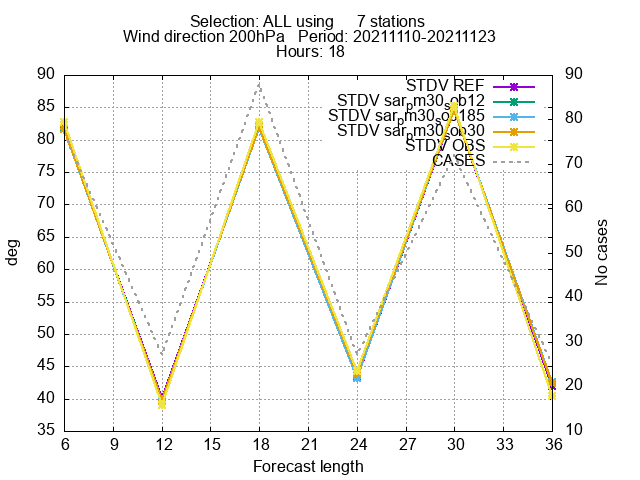 Selection: ALL using 7 stations
Wind direction 200hPa Period: 20211110-20211123
Hours: 18
90
85
80
75
70
65
60
55
50
45
40
35
deg
STDV REF
STDV sarpm30sob12
STDV sarpm30sob185
STDV sarpm30sob30
STDV OBS
CASES
90
80
70
60
50
40
30
20
10
No cases
6 9 12 15 18 21 24 27 30 33 36
Forecast length